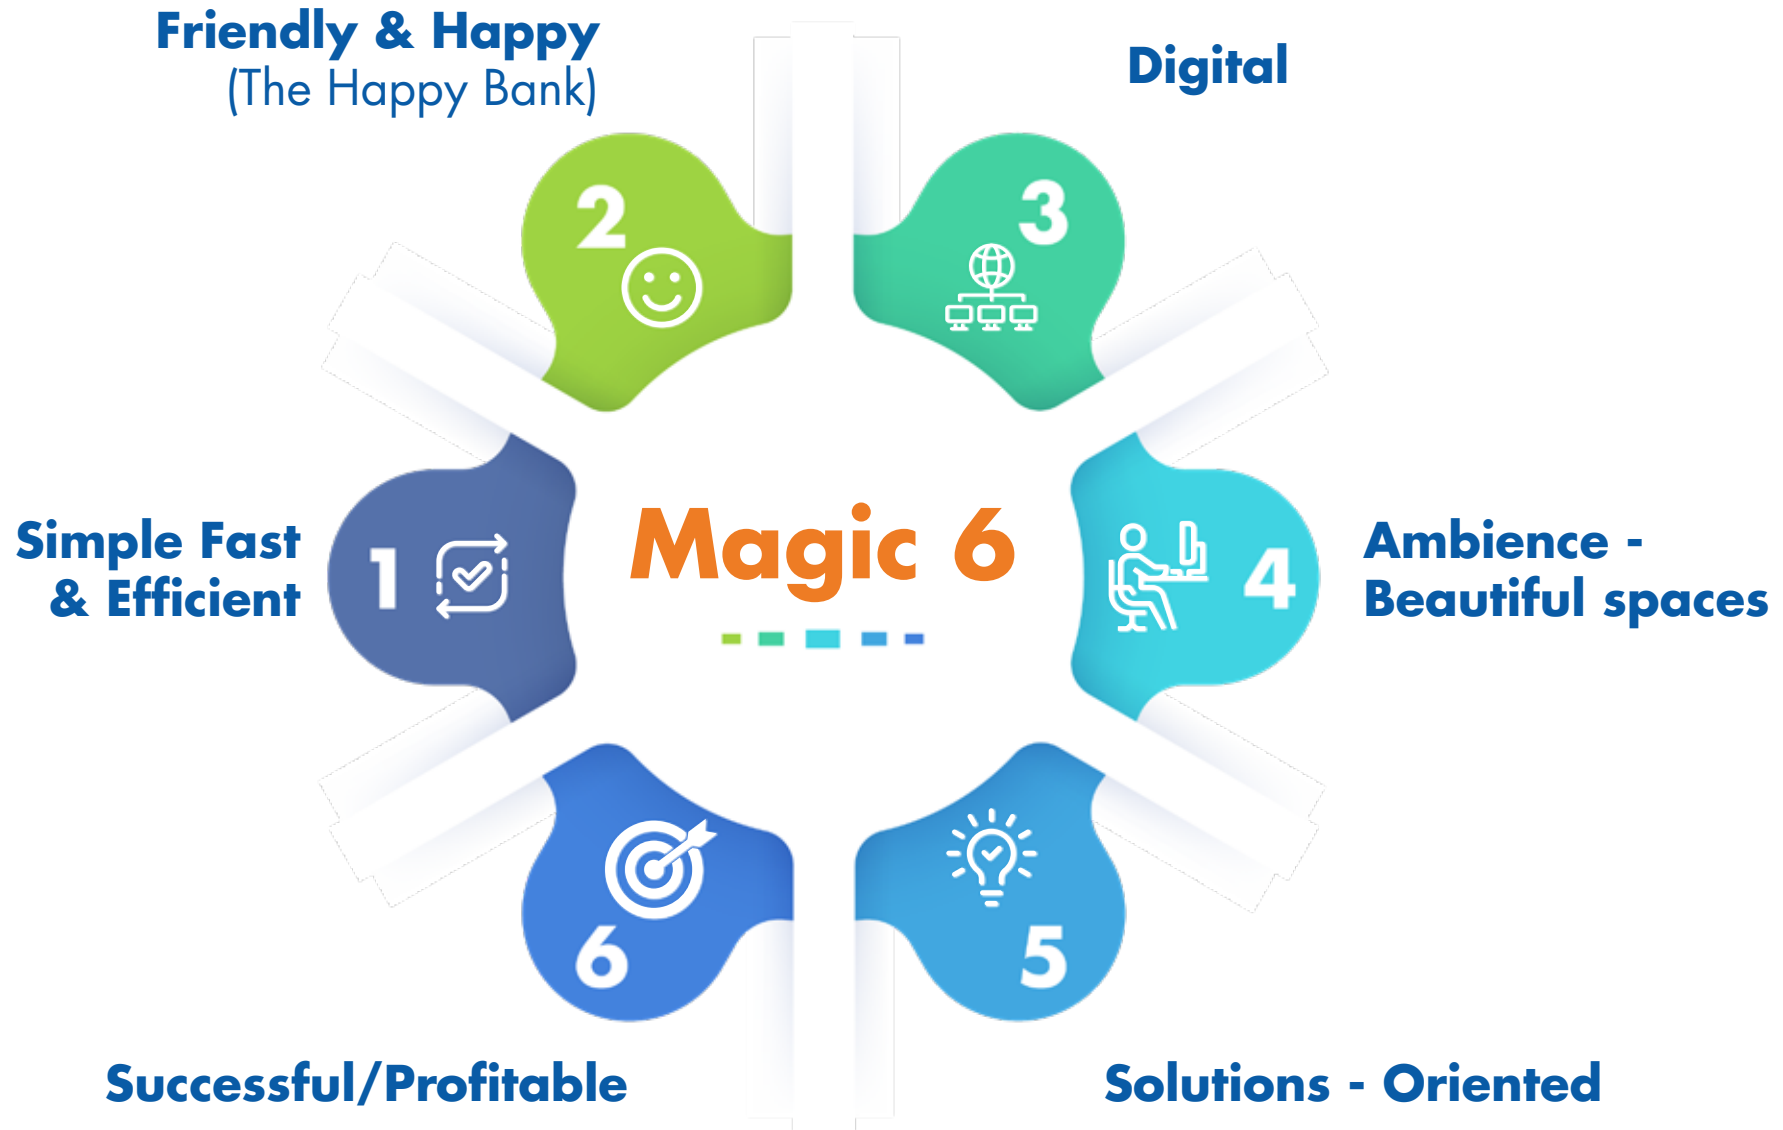 Friendly & Happy
(The Happy Bank)
Digital
2
3
Simple Fast
& Efficient
1
Magic 6
4
Ambience -
Beautiful spaces
6
5
Successful/Profitable
Solutions - Oriented